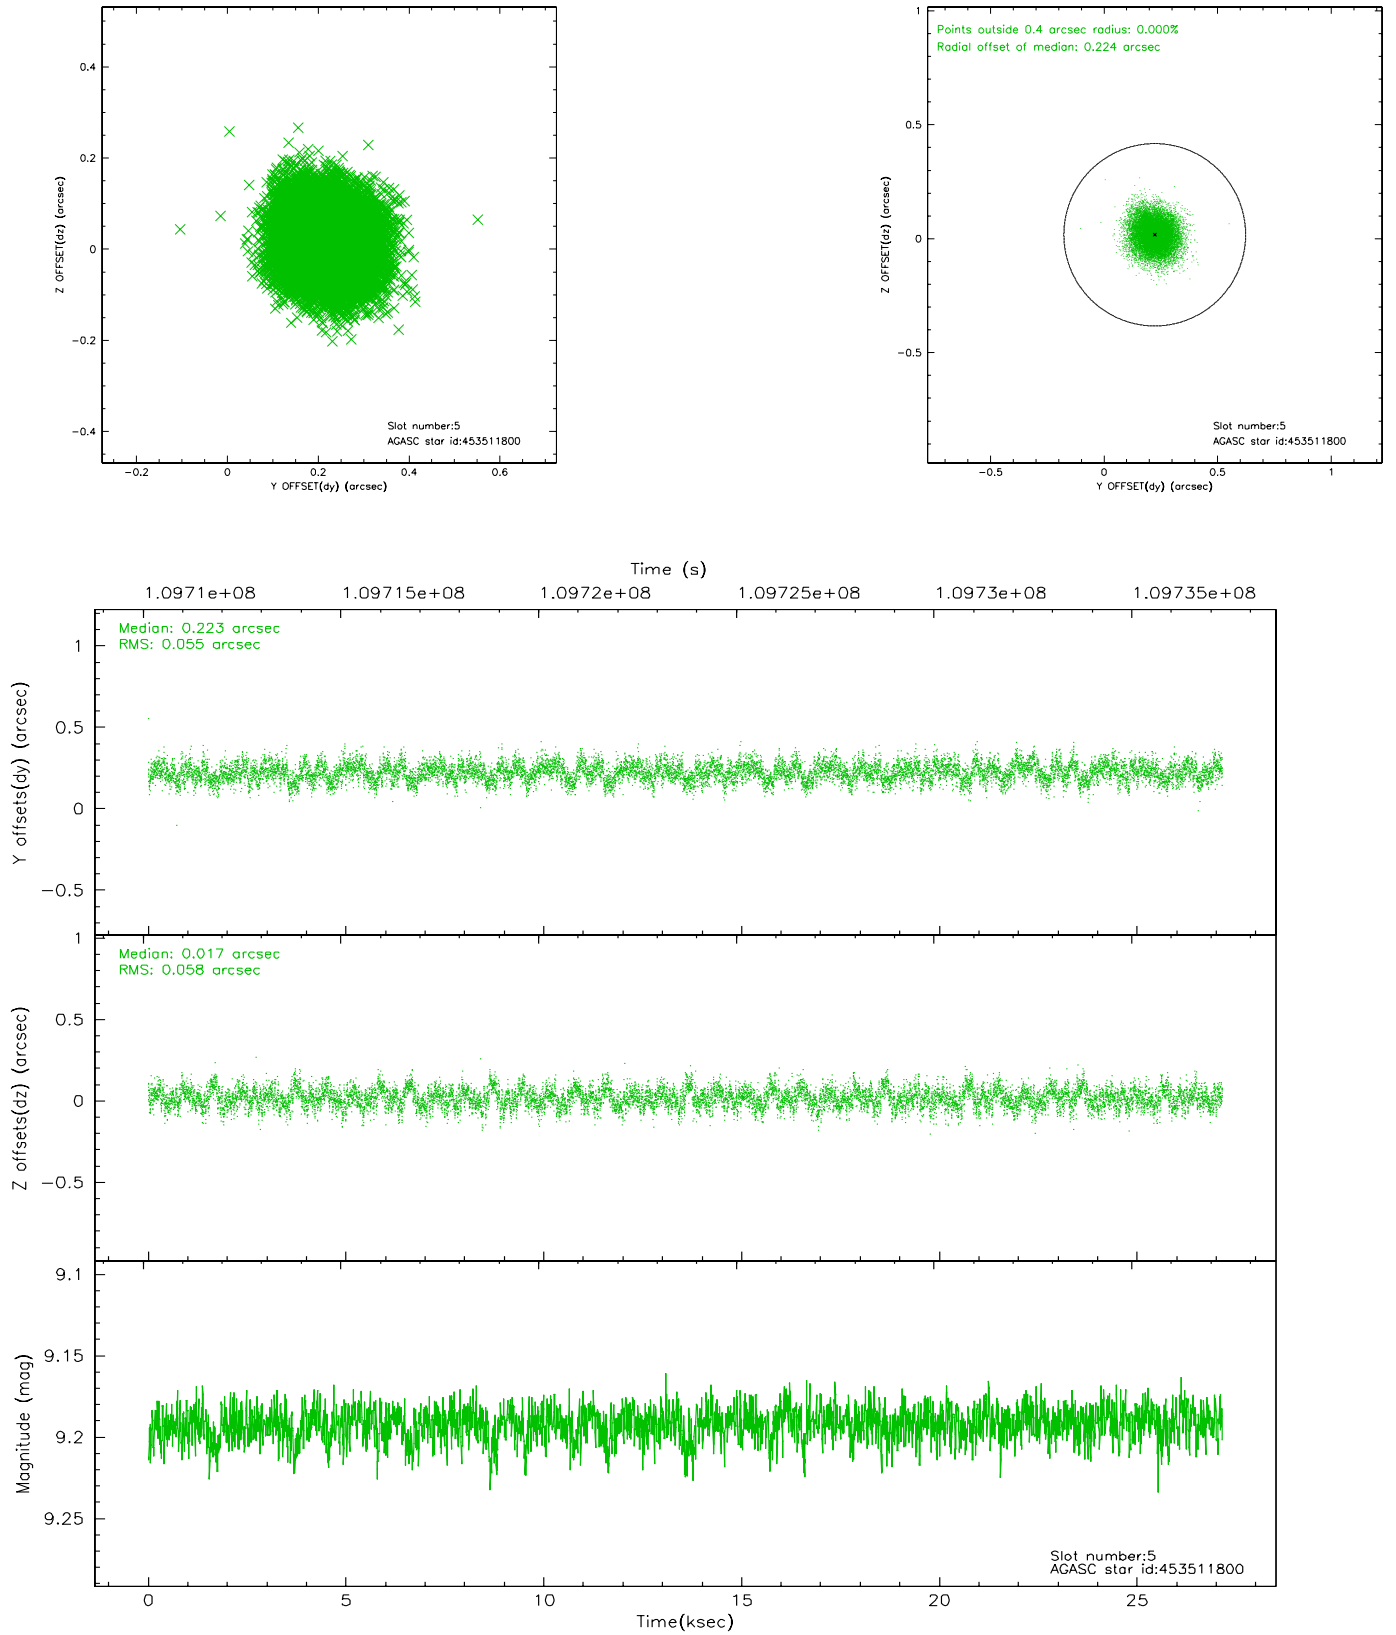 0.4
0.2
0
−0.2
−0.4
Z OFFSET(dz) (arcsec)
Slot number:5
AGASC star id:453511800
−0.2 0 0.2 0.4 0.6
Y OFFSET(dy) (arcsec)
Points outside 0.4 arcsec radius: 0.000%
Radial offset of median: 0.224 arcsec
1
0.5
0
−0.5
Z OFFSET(dz) (arcsec)
Slot number:5
AGASC star id:453511800
−0.5 0 0.5 1
Y OFFSET(dy) (arcsec)
Time (s)
1.0971e+08 1.09715e+08 1.0972e+08 1.09725e+08 1.0973e+08 1.09735e+08
Median: 0.223 arcsec
RMS: 0.055 arcsec
1
0.5
0
−0.5
Y offsets(dy) (arcsec)
Median: 0.017 arcsec
RMS: 0.058 arcsec
1
0.5
0
−0.5
Z offsets(dz) (arcsec)
9.1
9.15
9.2
9.25
Magnitude (mag)
Slot number:5
AGASC star id:453511800
0 5 10 15 20 25
Time(ksec)